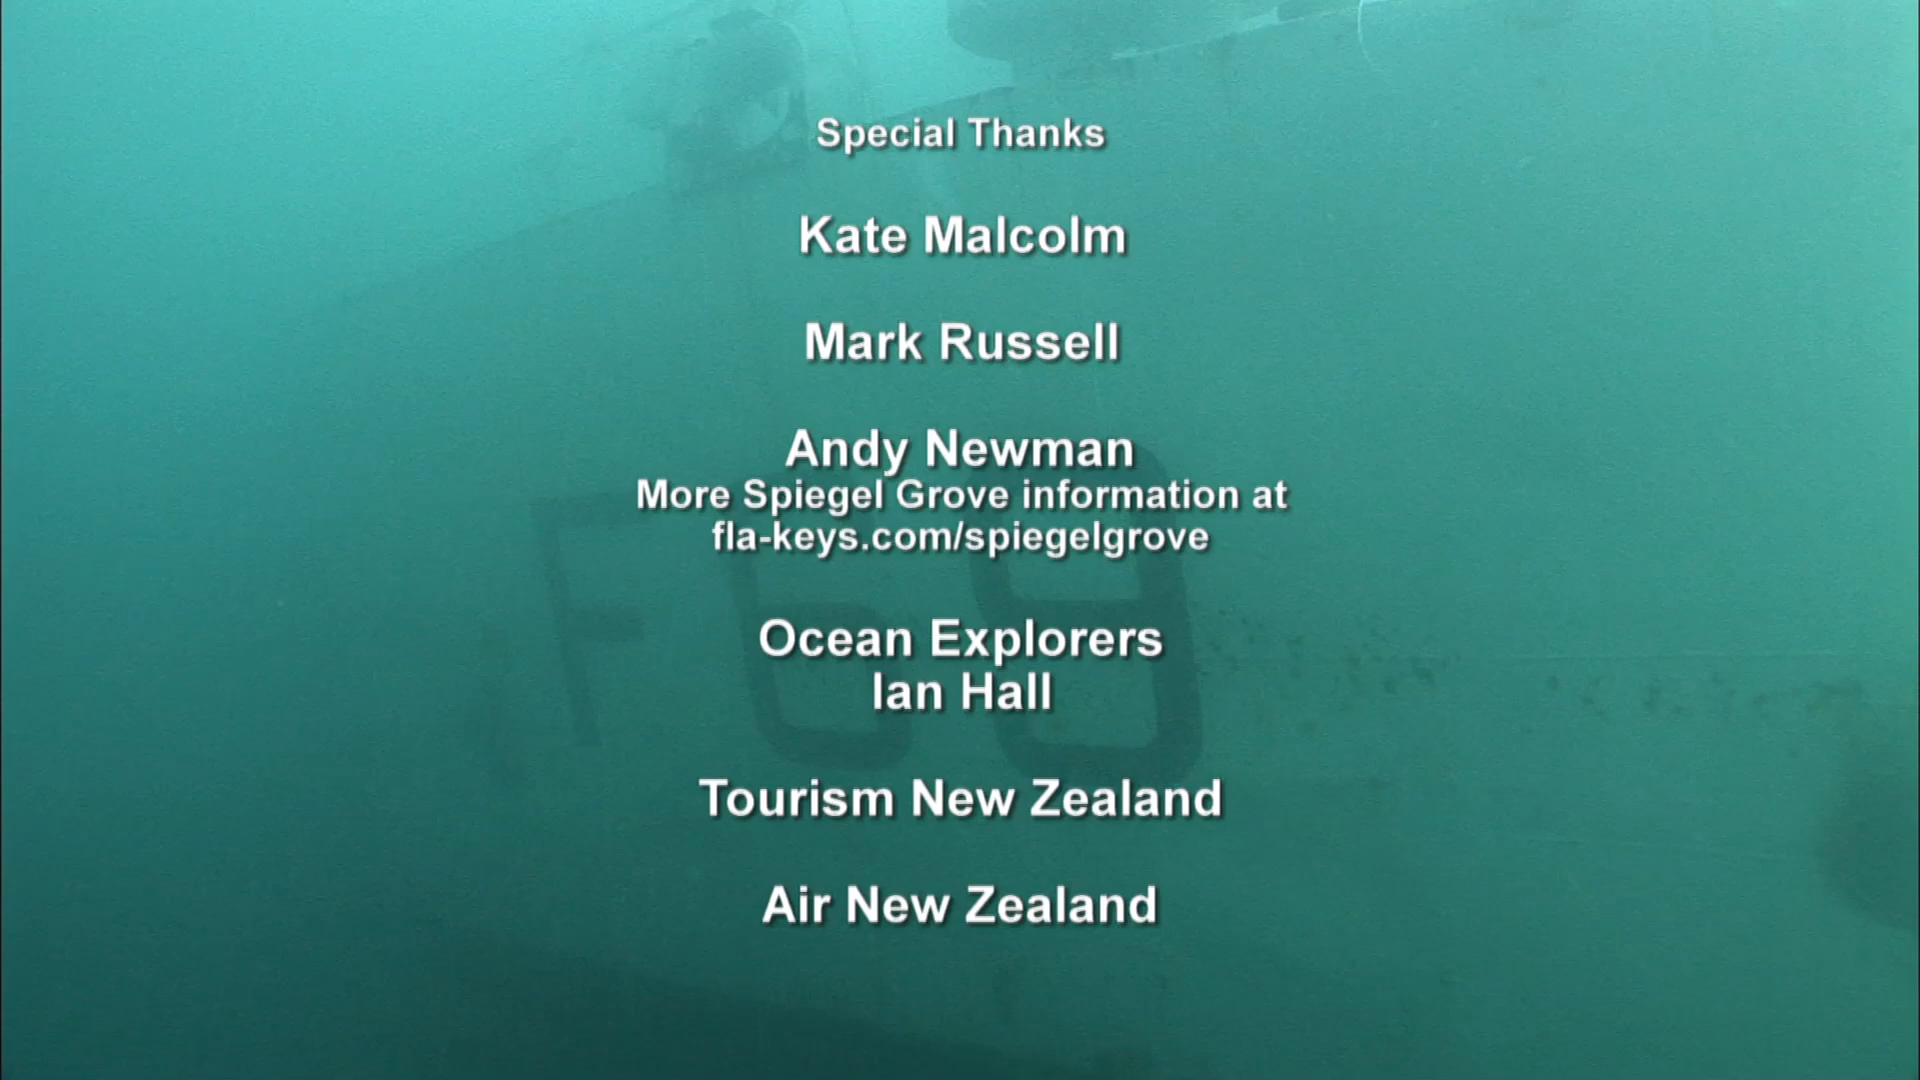 Special Thanks
Kate Malcolm
Mark Russell
Andy Newman
More Spiegel Grove information at
fla-keys.com/spiegelgrove
Ocean Explorers
Ian Hall
Tourism New Zealand
Air New Zealand
F69